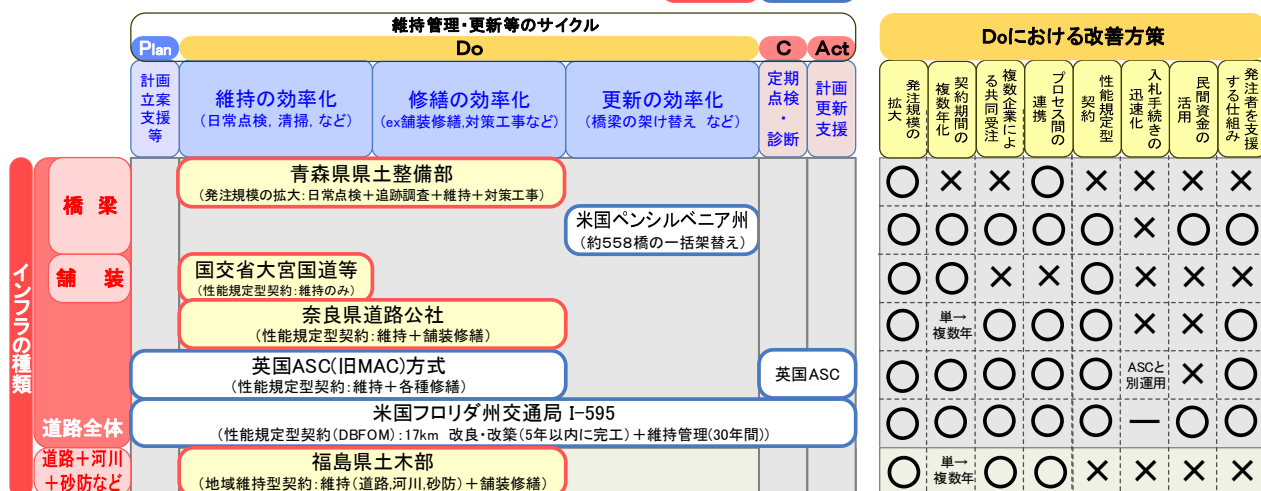 維持管理・更新等のサイクル
Plan
Do
C
Act
計画
立案
支援
等
維持の効率化
(日常点検, 清掃, など)
修繕の効率化
(ex舗装修繕,対策工事など)
更新の効率化
(橋梁の架け替え など)
定期
点検
・
診断
計画
更新
支援
Doにおける改善方策
発注規模の
拡大
契約期間の
複数年化
複数企業によ
る共同受注
プロセス間の
連携
性能規定型
契約
入札手続きの
迅速化
民間資金の
活用
発注者を支援
する仕組み
インフラの種類
橋 梁
青森県県土整備部
(発注規模の拡大:日常点検+追跡調査+維持+対策工事)
○ × × ○ × × × ×
米国ペンシルベニア州
(約558橋の一括架替え)
○ ○ ○ ○ ○ × ○ ○
舗 装
国交省大宮国道等
(性能規定型契約:維持のみ)
○ ○ × × ○ × × ×
奈良県道路公社
(性能規定型契約:維持+舗装修繕)
○ 単→
複数年 ○ ○ ○ × × ○
道路全体
英国ASC(旧MAC)方式
(性能規定型契約:維持+各種修繕)
英国ASC
○ ○ ○ ○ ○ ASCと
別運用 × ○
米国フロリダ州交通局 I-595
(性能規定型契約(DBFOM):17km 改良・改築(5年以内に完工)+維持管理(30年間))
○ ○ ○ ○ ○ ― ○ ○
道路+河川
+砂防など
福島県土木部
(地域維持型契約:維持(道路,河川,砂防)+舗装修繕)
○ 単→
複数年 ○ ○ × × × ×